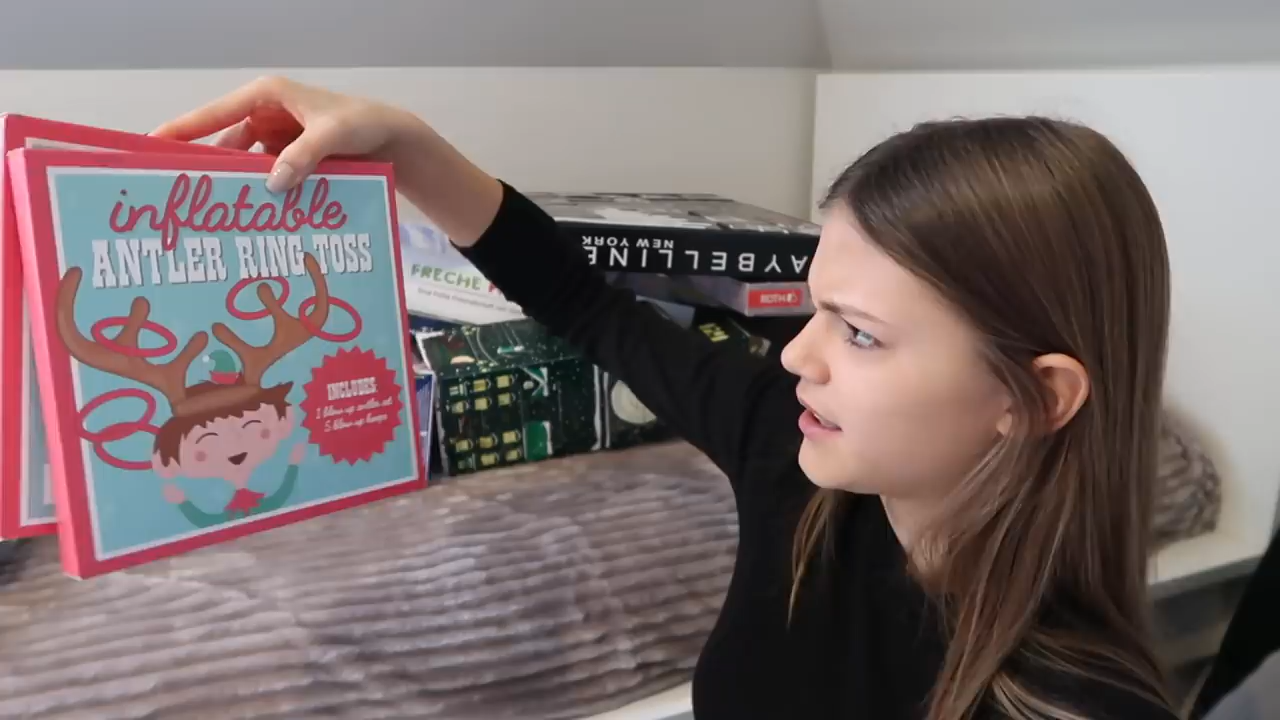 inflatable
ANTLER RING TOSS
INCLUDES:
1 blow up antler set
5 blow up hoops
FRECHE
NEW YORK
AYBELLINE
ROTH